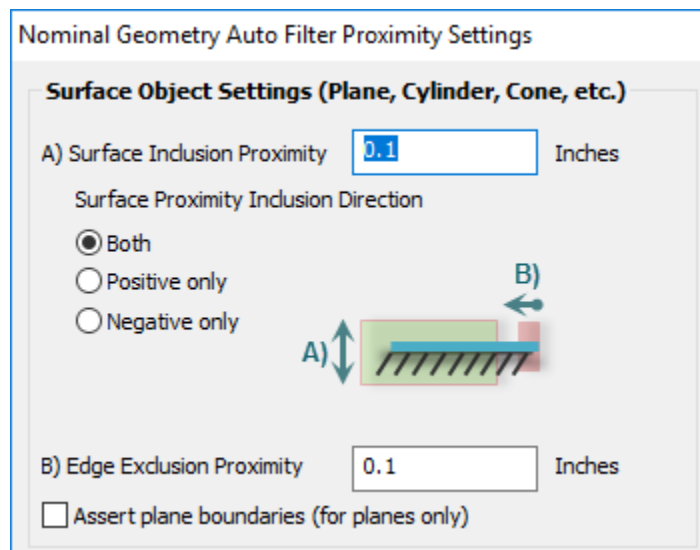 Nominal Geometry Auto Filter Proximity Settings
Surface Object Settings (Plane, Cylinder, Cone, etc.)
A) Surface Inclusion Proximity 0.1 Inches
Surface Proximity Inclusion Direction
Both
Positive only
Negative only
B)
A)
B) Edge Exclusion Proximity 0.1 Inches
Assert plane boundaries (for planes only)